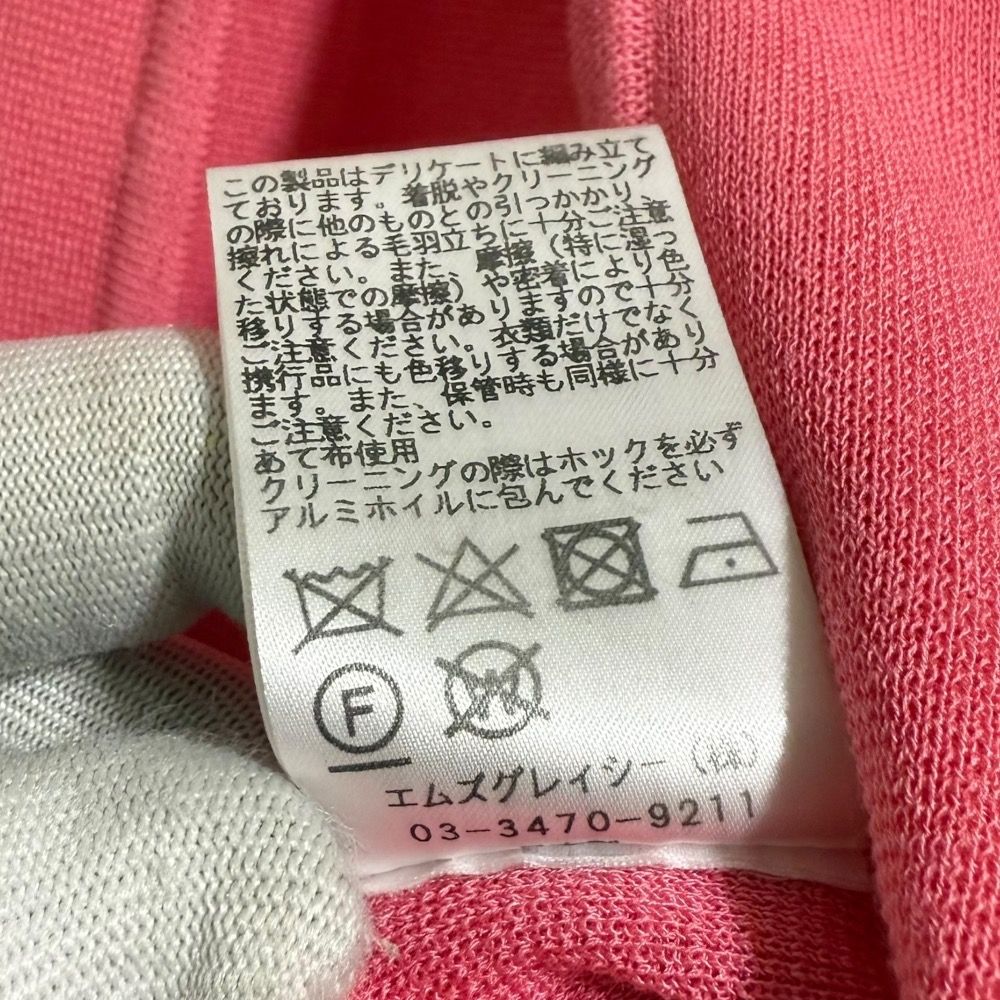 この製品はデリケートに編み立て
ております。着脱やクリーニング
の際に他のものとの引っかかり、
擦れによる毛羽立ちに十分ご注意
ください。また、摩擦(特に湿っ
た状態での摩擦)や密着により色
移りする場合があります。十分
ご注意くだ衣類だけでなく
携行品にも色移りする場合があり
ます。また、保管時も同様に十分
ご注意ください。
あて布使用
クリーニングの際はホックを必ず
アルミホイルに包んでください
F
W
エムズグレイシー(株)
03-3470-9211